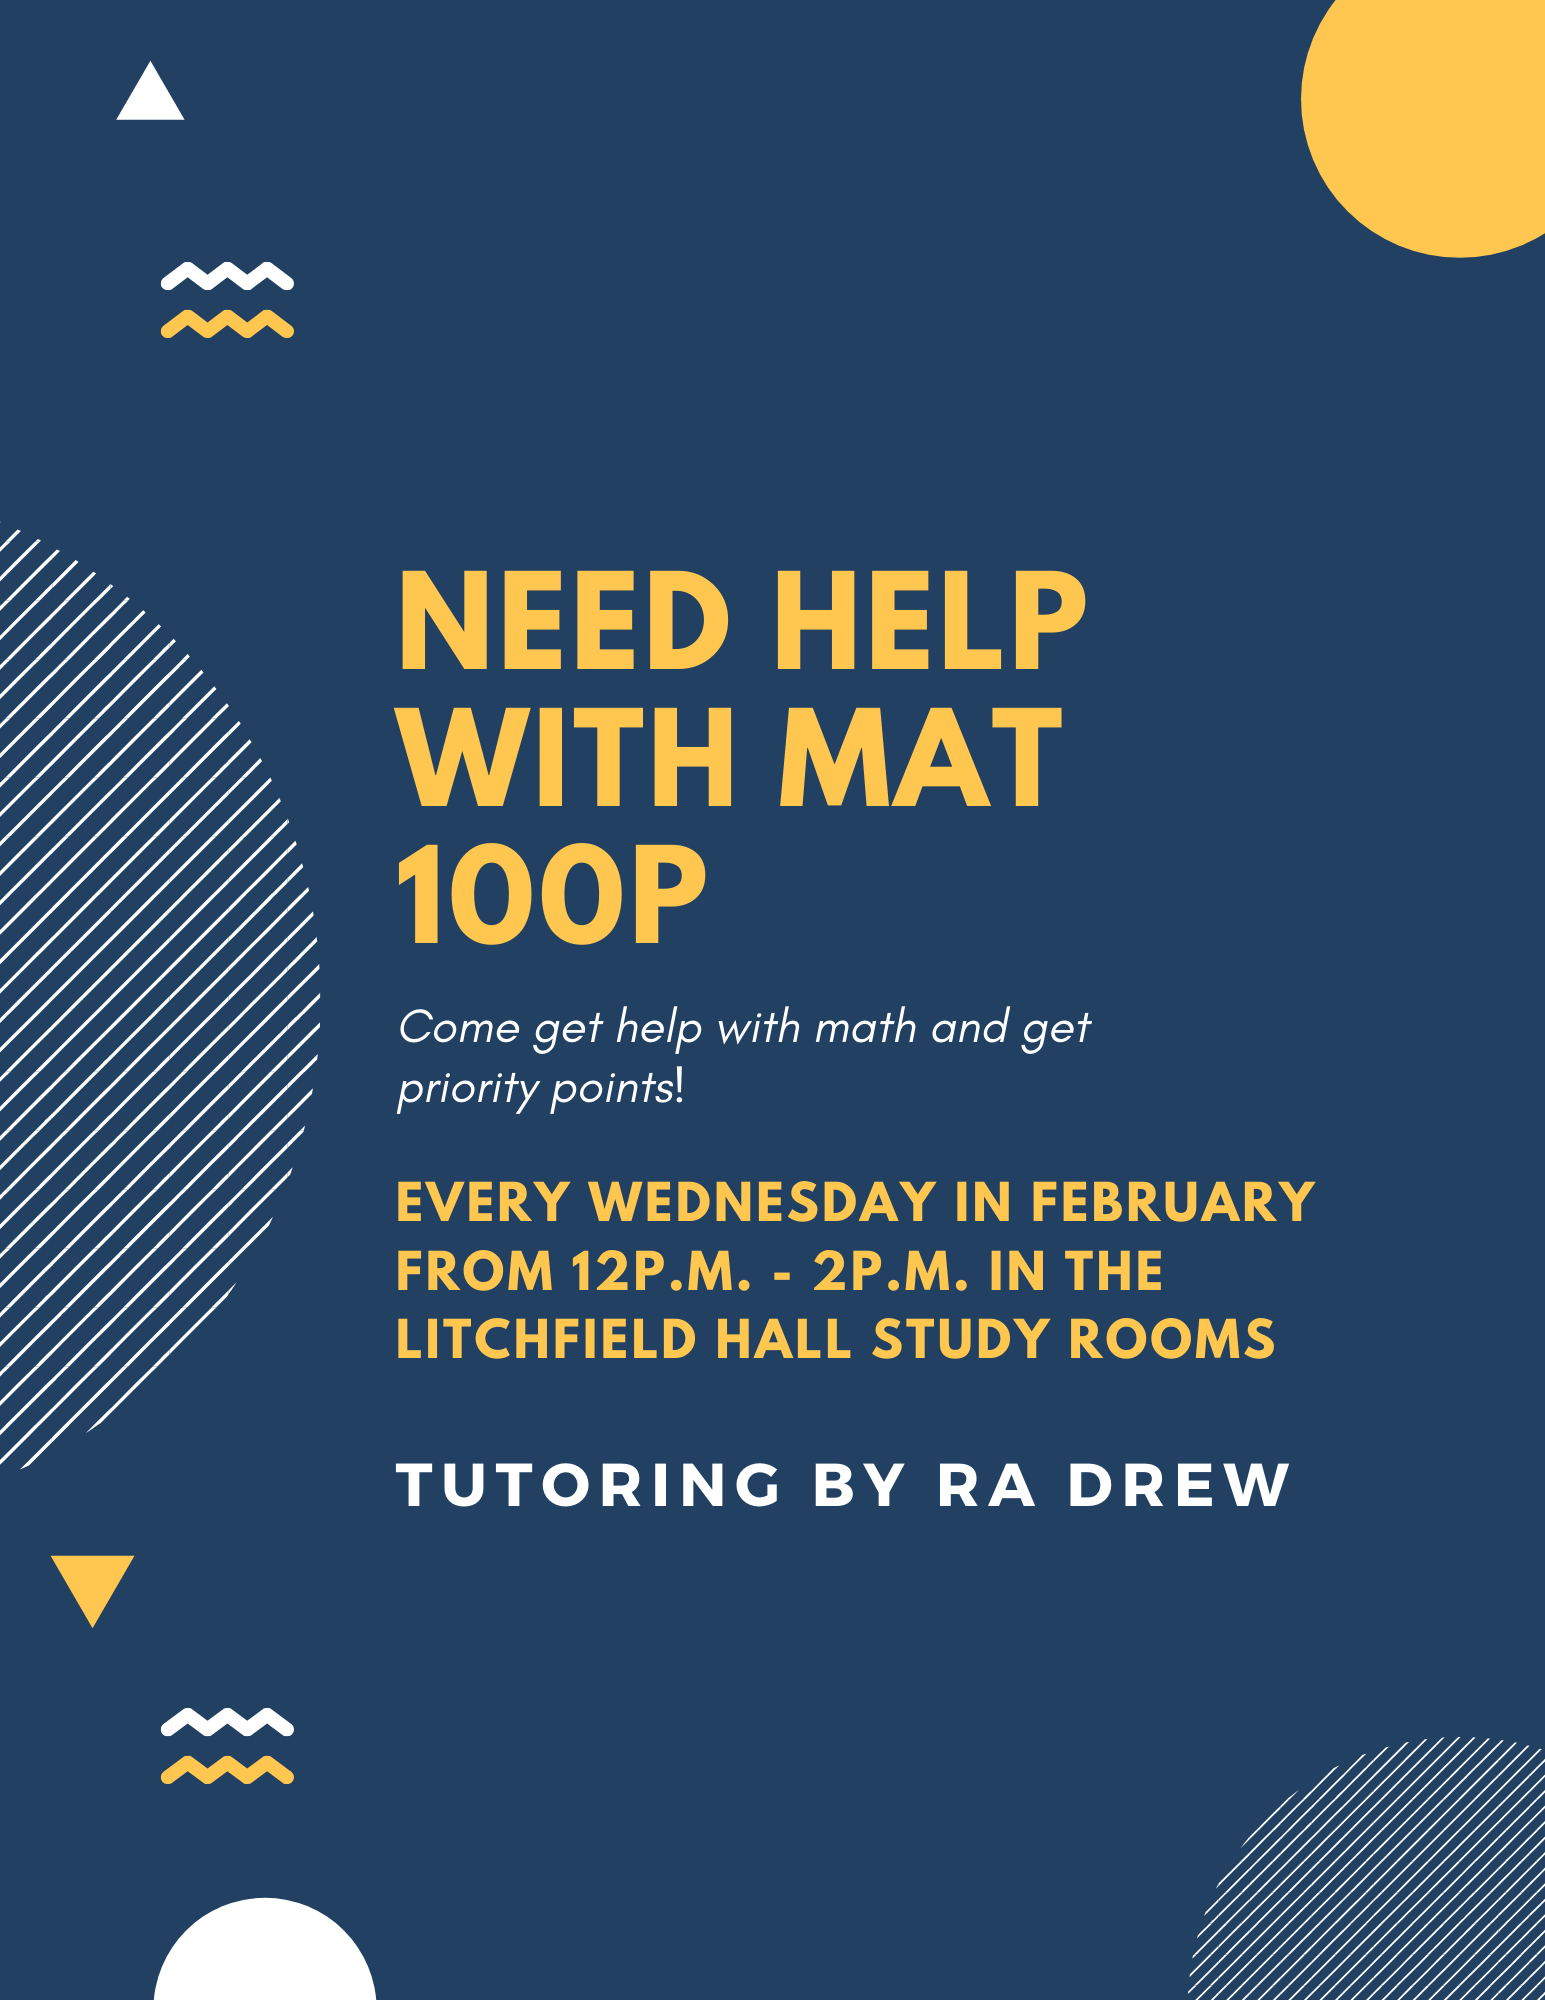 NEED HELP
WITH MAT
100P
Come get help with math and get
priority points!
EVERY WEDNESDAY IN FEBRUARY
FROM 12P.M. - 2P.M. IN THE
LITCHFIELD HALL STUDY ROOMS
TUTORING BY RA DREW